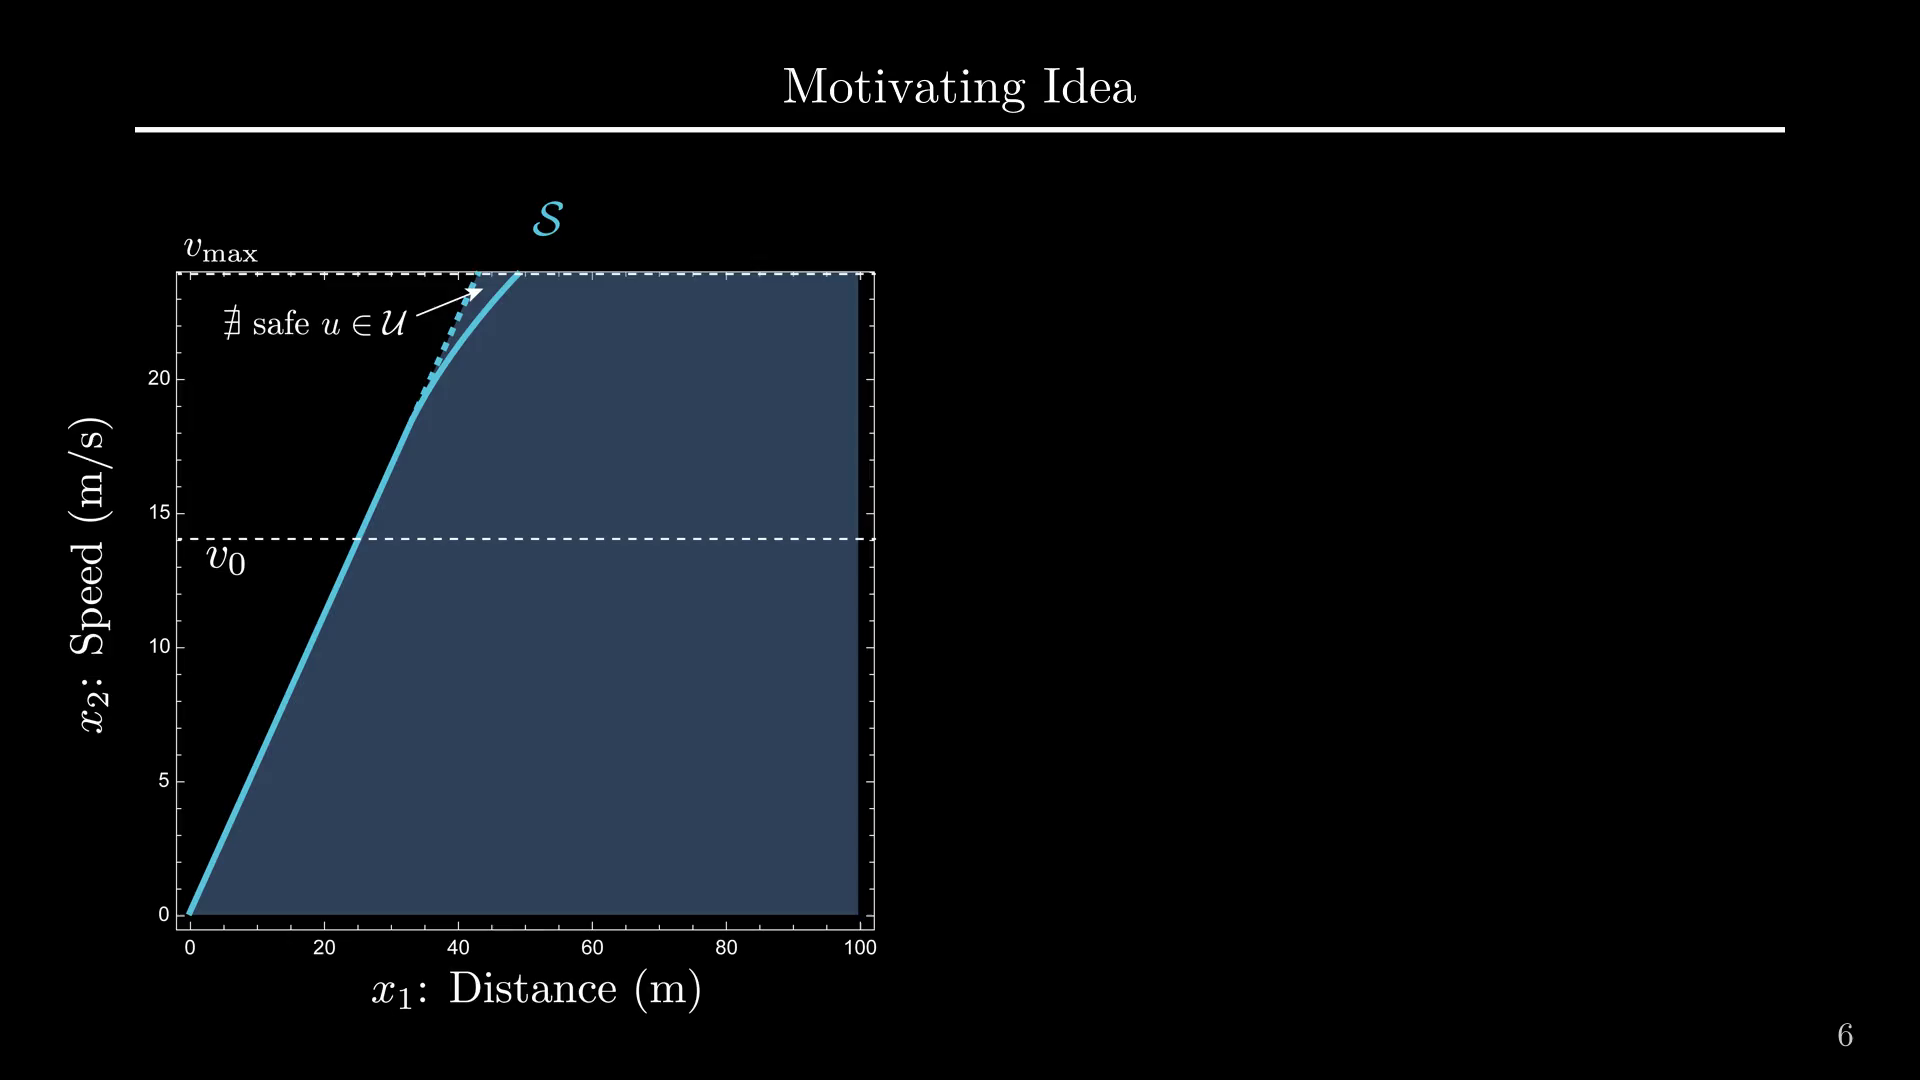 Motivating Idea
𝒮
v_max
∄ safe u ∈ 𝒰
v_0
20
15
10
5
0
x_2: Speed (m/s)
0 20 40 60 80 100
x_1: Distance (m)
6